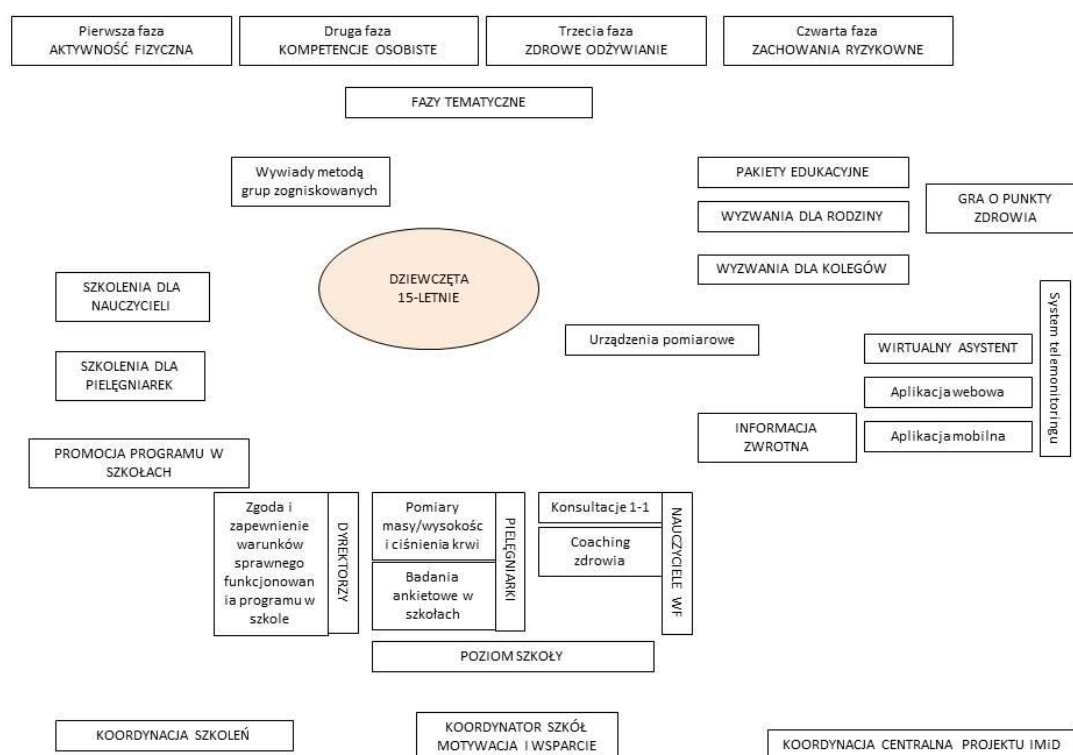 Pierwsza faza
AKTYWNOŚĆ FIZYCZNA
Druga faza
KOMPETENCJE OSOBISTE
Trzecia faza
ZDROWE ODŻYWIANIE
Czwarta faza
ZACHOWANIA RYZYKOWNE
FAZY TEMATYCZNE
Wywiady metodą
grup zogniskowanych
PAKIETY EDUKACYJNE
WYZWANIA DLA RODZINY
WYZWANIA DLA KOLEGÓW
GRA O PUNKTY
ZDROWIA
DZIEWCZĘTA
15-LETNIE
SZKOLENIA DLA
NAUCZYCIELI
SZKOLENIA DLA
PIELĘGNIAREK
Urządzenia pomiarowe
WIRTUALNY ASYSTENT
Aplikacja webowa
Aplikacja mobilna
System telemonitoringu
INFORMACJA
ZWROTNA
PROMOCJA PROGRAMU W
SZKOŁACH
Zgoda i
zapewnienie
warunków
sprawnego
funkcjonowan
ia programu w
szkole
DYREKTORZY
Pomiary
masy/wysokośc
i ciśnienia krwi
Badania
ankietowe w
szkołach
PIELĘGNIARKI
Konsultacje 1-1
Coaching
zdrowia
NAUCZYCIELE WF
POZIOM SZKOŁY
KOORDYNACJA SZKOLEŃ
KOORDYNATOR SZKÓŁ
MOTYWACJA I WSPARCIE
KOORDYNACJA CENTRALNA PROJEKTU IMiD